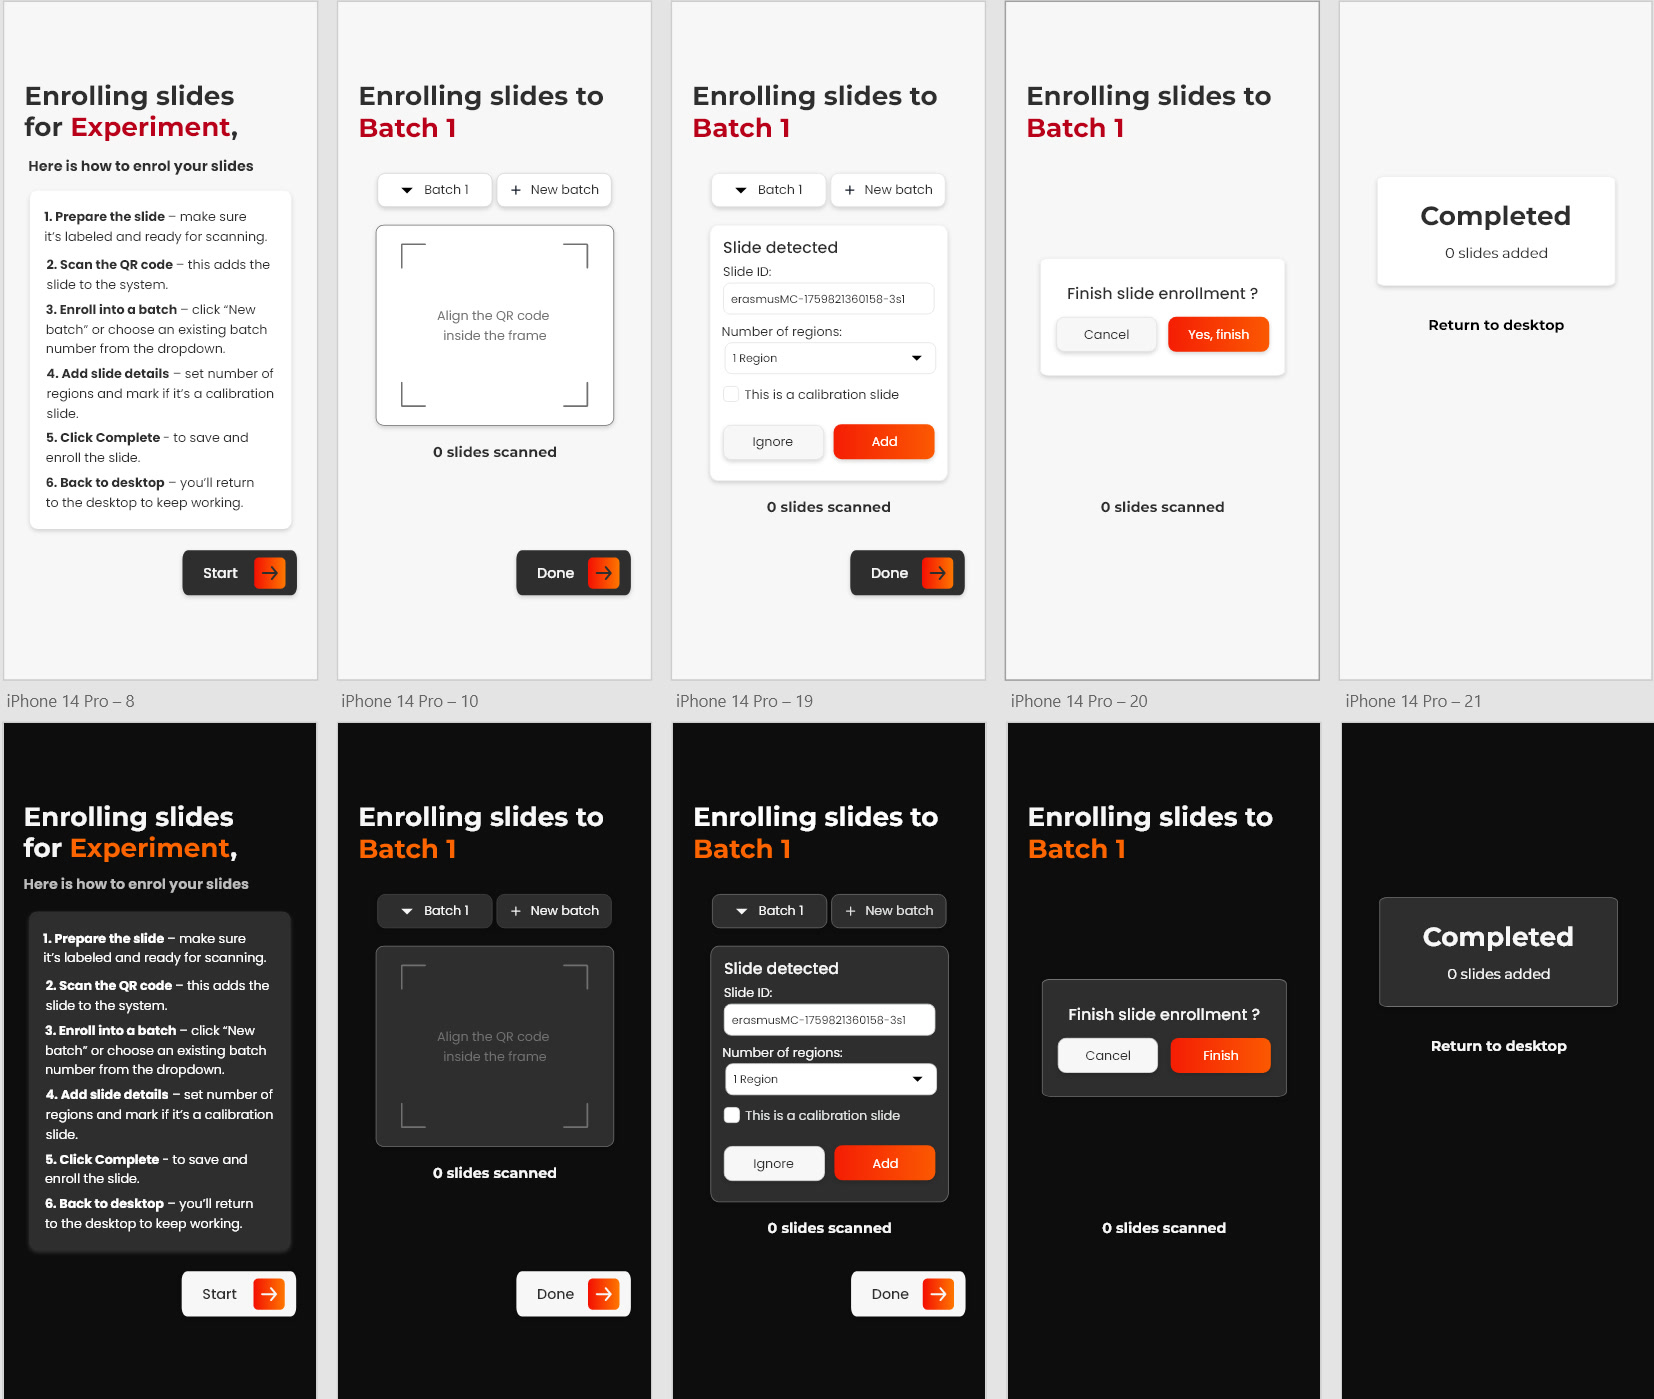 Enrolling slides
for Experiment,
Here is how to enrol your slides
1. Prepare the slide – make sure
it's labeled and ready for scanning.
2. Scan the QR code – this adds the
slide to the system.
3. Enroll into a batch – click “New
batch” or choose an existing batch
number from the dropdown.
4. Add slide details – set number of
regions and mark if it's a calibration
slide.
5. Click Complete - to save and
enroll the slide.
6. Back to desktop – you'll return
to the desktop to keep working.
Start
Enrolling slides to
Batch 1
Batch 1
+ New batch
Align the QR code
inside the frame
0 slides scanned
Done
Enrolling slides to
Batch 1
Batch 1
+ New batch
Slide detected
Slide ID:
erasmusMC-1759821360158-3s1
Number of regions:
1 Region
This is a calibration slide
Ignore
Add
0 slides scanned
Done
Enrolling slides to
Batch 1
Finish slide enrollment ?
Cancel
Yes, finish
0 slides scanned
Completed
0 slides added
Return to desktop
iPhone 14 Pro – 8
iPhone 14 Pro – 10
iPhone 14 Pro – 19
iPhone 14 Pro – 20
iPhone 14 Pro – 21
Enrolling slides
for Experiment,
Here is how to enrol your slides
1. Prepare the slide – make sure
it's labeled and ready for scanning.
2. Scan the QR code – this adds the
slide to the system.
3. Enroll into a batch – click “New
batch” or choose an existing batch
number from the dropdown.
4. Add slide details – set number of
regions and mark if it's a calibration
slide.
5. Click Complete - to save and
enroll the slide.
6. Back to desktop – you'll return
to the desktop to keep working.
Start
Enrolling slides to
Batch 1
Batch 1
+ New batch
Align the QR code
inside the frame
0 slides scanned
Done
Enrolling slides to
Batch 1
Batch 1
+ New batch
Slide detected
Slide ID:
erasmusMC-1759821360158-3s1
Number of regions:
1 Region
This is a calibration slide
Ignore
Add
0 slides scanned
Done
Enrolling slides to
Batch 1
Finish slide enrollment ?
Cancel
Finish
0 slides scanned
Completed
0 slides added
Return to desktop